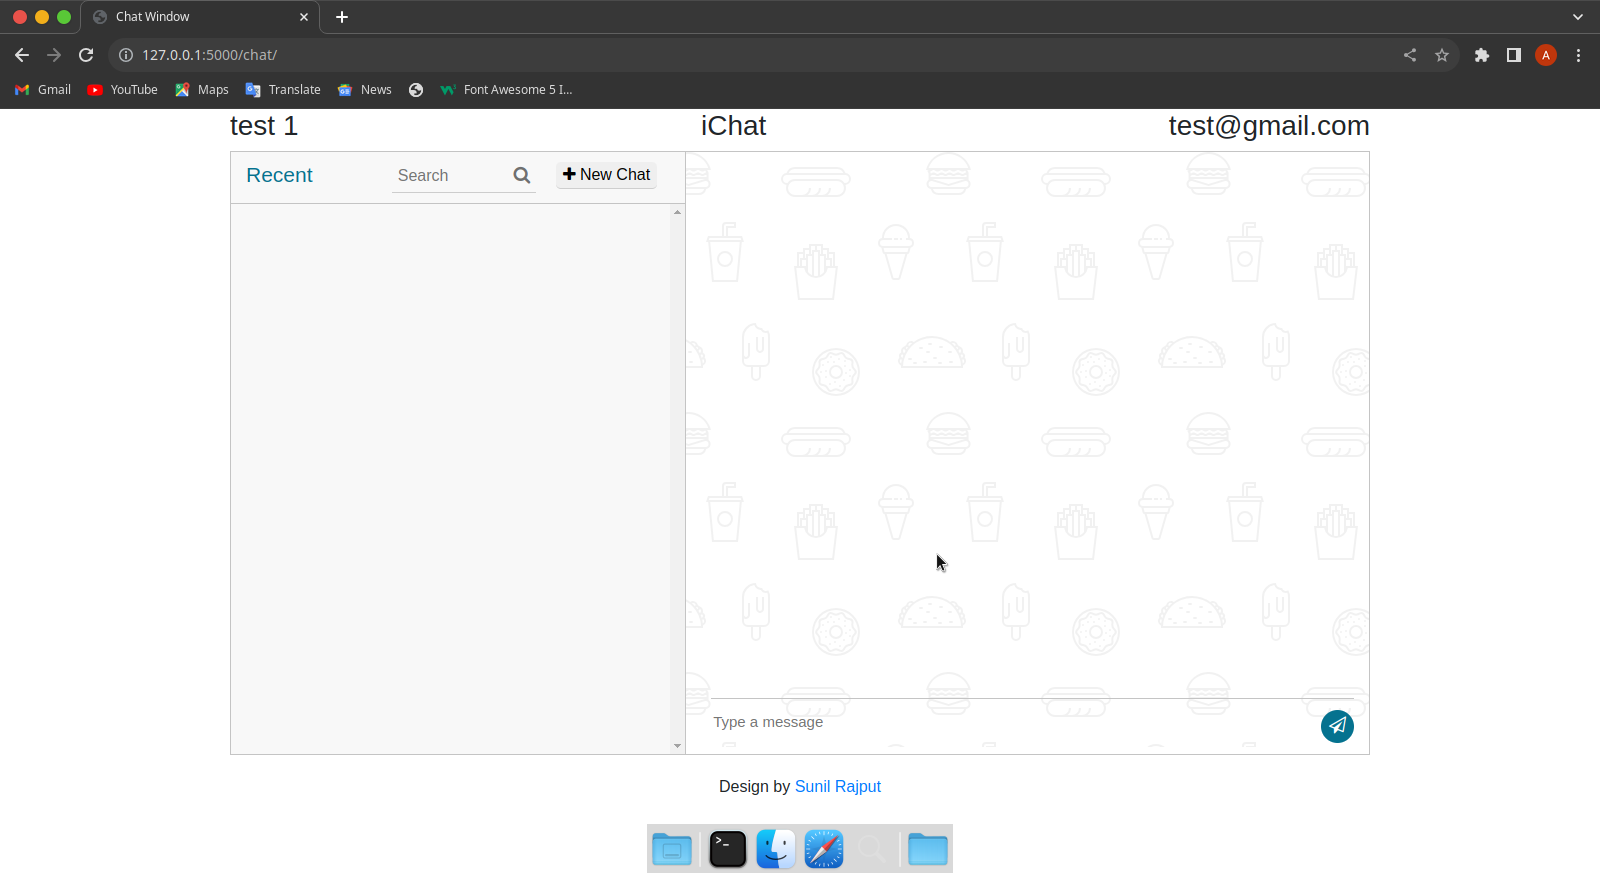 Chat Window
127.0.0.1:5000/chat/
A
Gmail
YouTube
Maps
Translate
News
Font Awesome 5 I...
test 1
iChat
test@gmail.com
Recent
Search
New Chat
Type a message
Design by Sunil Rajput
>_